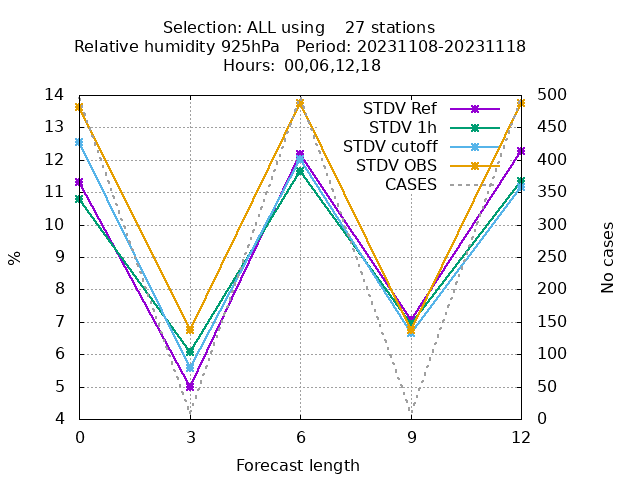 Selection: ALL using    27 stations
Relative humidity 925hPa   Period: 20231108-20231118
Hours: 00,06,12,18
14
13
12
11
10
9
8
7
6
5
4
%
500
450
400
350
300
250
200
150
100
50
0
No cases
STDV Ref
STDV 1h
STDV cutoff
STDV OBS
CASES
0 3 6 9 12
Forecast length